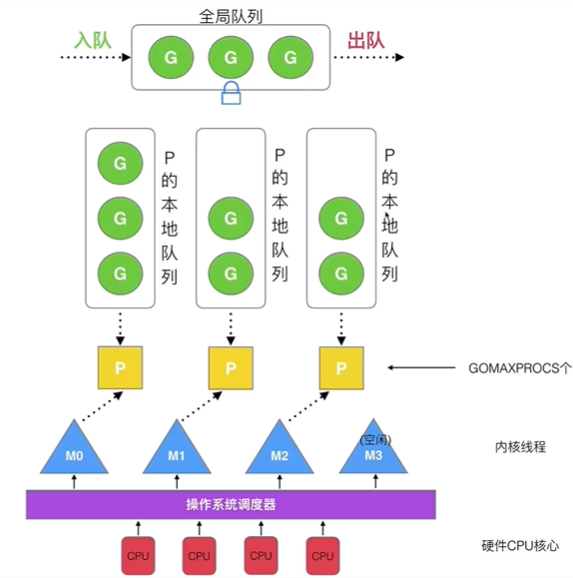 全局队列
入队
出队
G G G
G
G
G
P的本地队列
G
G
P的本地队列
G
G
P的本地队列
P P P
GOMAXPROCS个
M0 M1 M2 (空闲) M3
内核线程
操作系统调度器
CPU CPU CPU CPU
硬件CPU核心